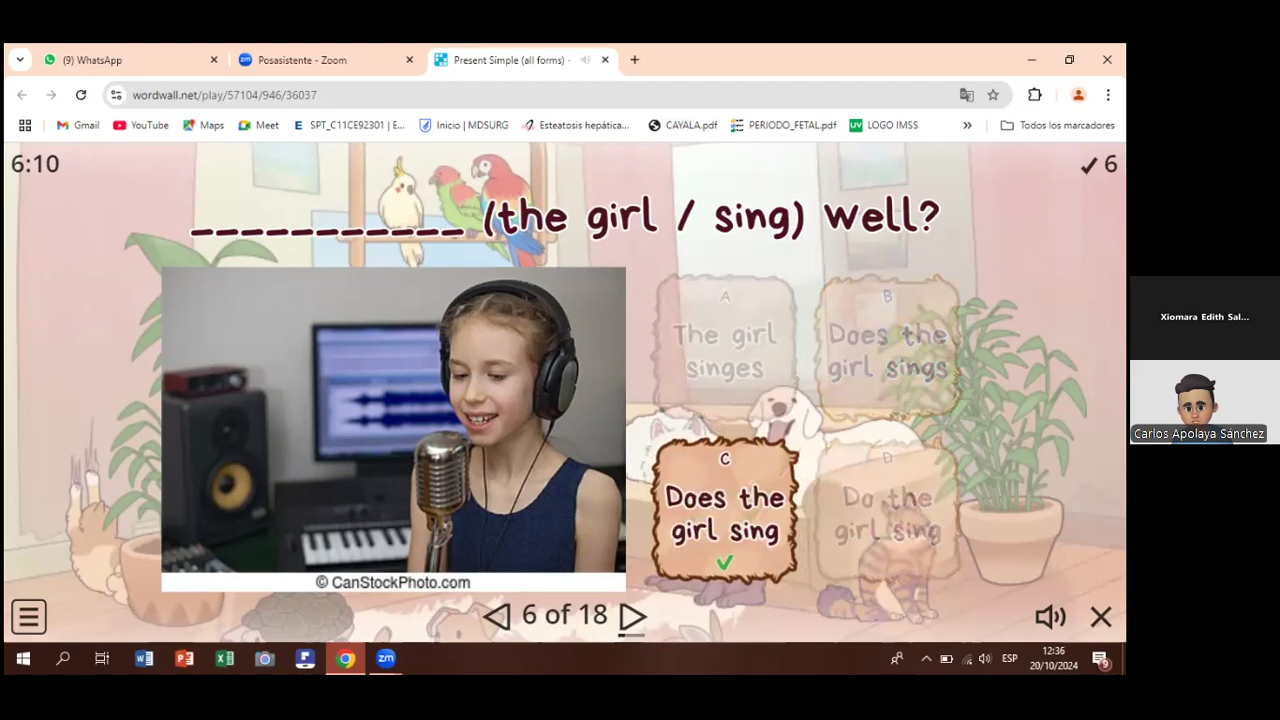 (9) WhatsApp
Posasistente - Zoom
Present Simple (all forms) -
wordwall.net/play/57104/946/36037
Gmail
YouTube
Maps
Meet
SPT_C11CE92301 | E...
Inicio | MDSURG
Esteatosis hepática...
CAYALA.pdf
PERIODO_FETAL.pdf
LOGO IMSS
»
Todos los marcadores
6:10
6
___________ (the girl / sing) well?
A
The girl
singes
B
Does the
girl sings
C
Does the
girl sing
D
Do the
girl sing
© CanStockPhoto.com
6 of 18
Xiomara Edith Sal...
Carlos Apolaya Sánchez
ESP
12:36
20/10/2024
9